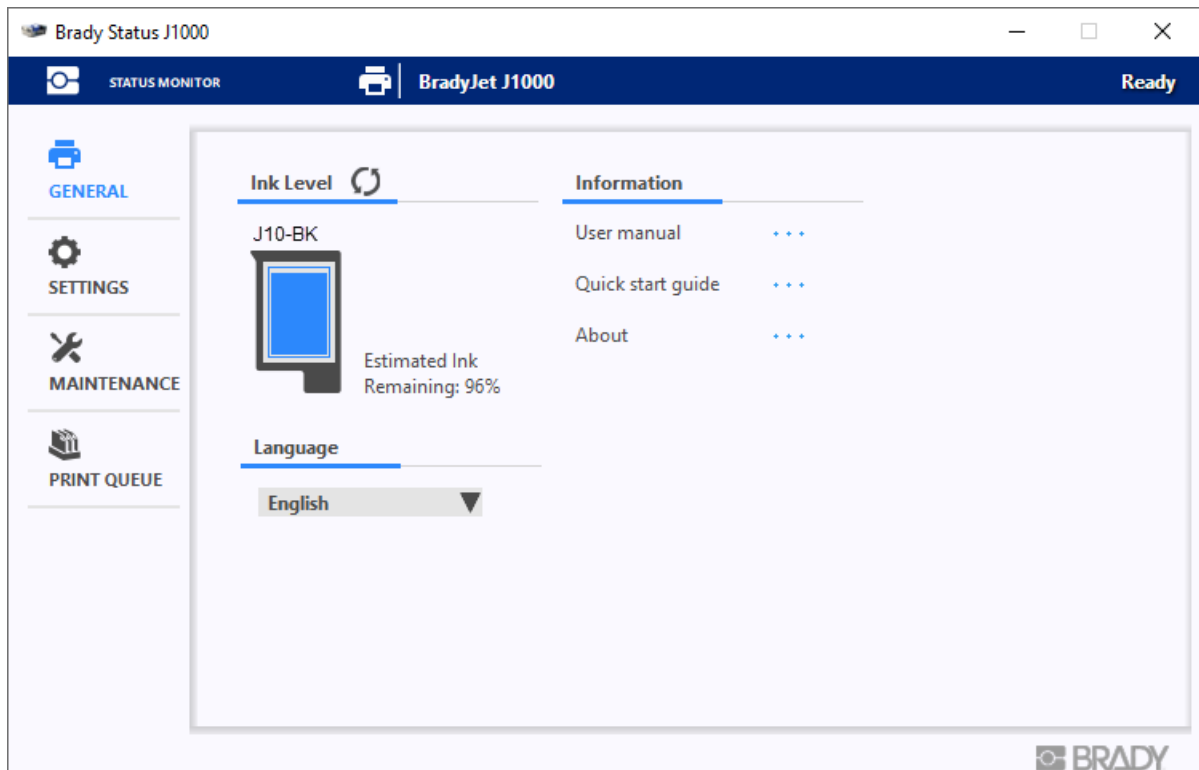 Brady Status J1000
STATUS MONITOR
BradyJet J1000
Ready
GENERAL
SETTINGS
MAINTENANCE
PRINT QUEUE
Ink Level
J10-BK
Estimated Ink
Remaining: 96%
Language
English
Information
User manual
Quick start guide
About
BRADY